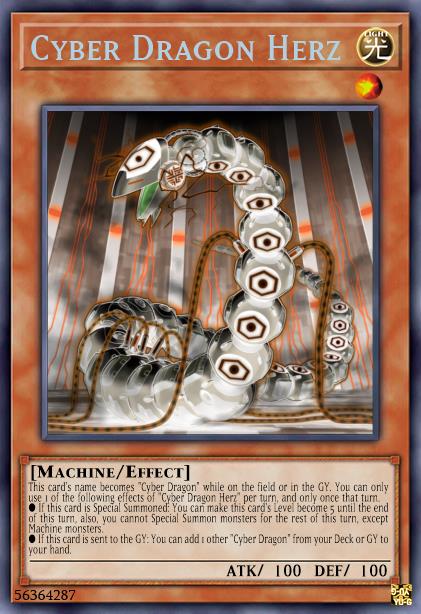 CYBER DRAGON HERZ
LIGHT
光
[MACHINE/EFFECT]
This card's name becomes "Cyber Dragon" while on the field or in the GY. You can only
use 1 of the following effects of "Cyber Dragon Herz" per turn, and only once that turn.
● If this card is Special Summoned: You can make this card's Level become 5 until the end
of this turn, also, you cannot Special Summon monsters for the rest of this turn, except
Machine monsters.
● If this card is sent to the GY: You can add 1 other "Cyber Dragon" from your Deck or GY to
your hand.
ATK/ 100 DEF/ 100
56364287